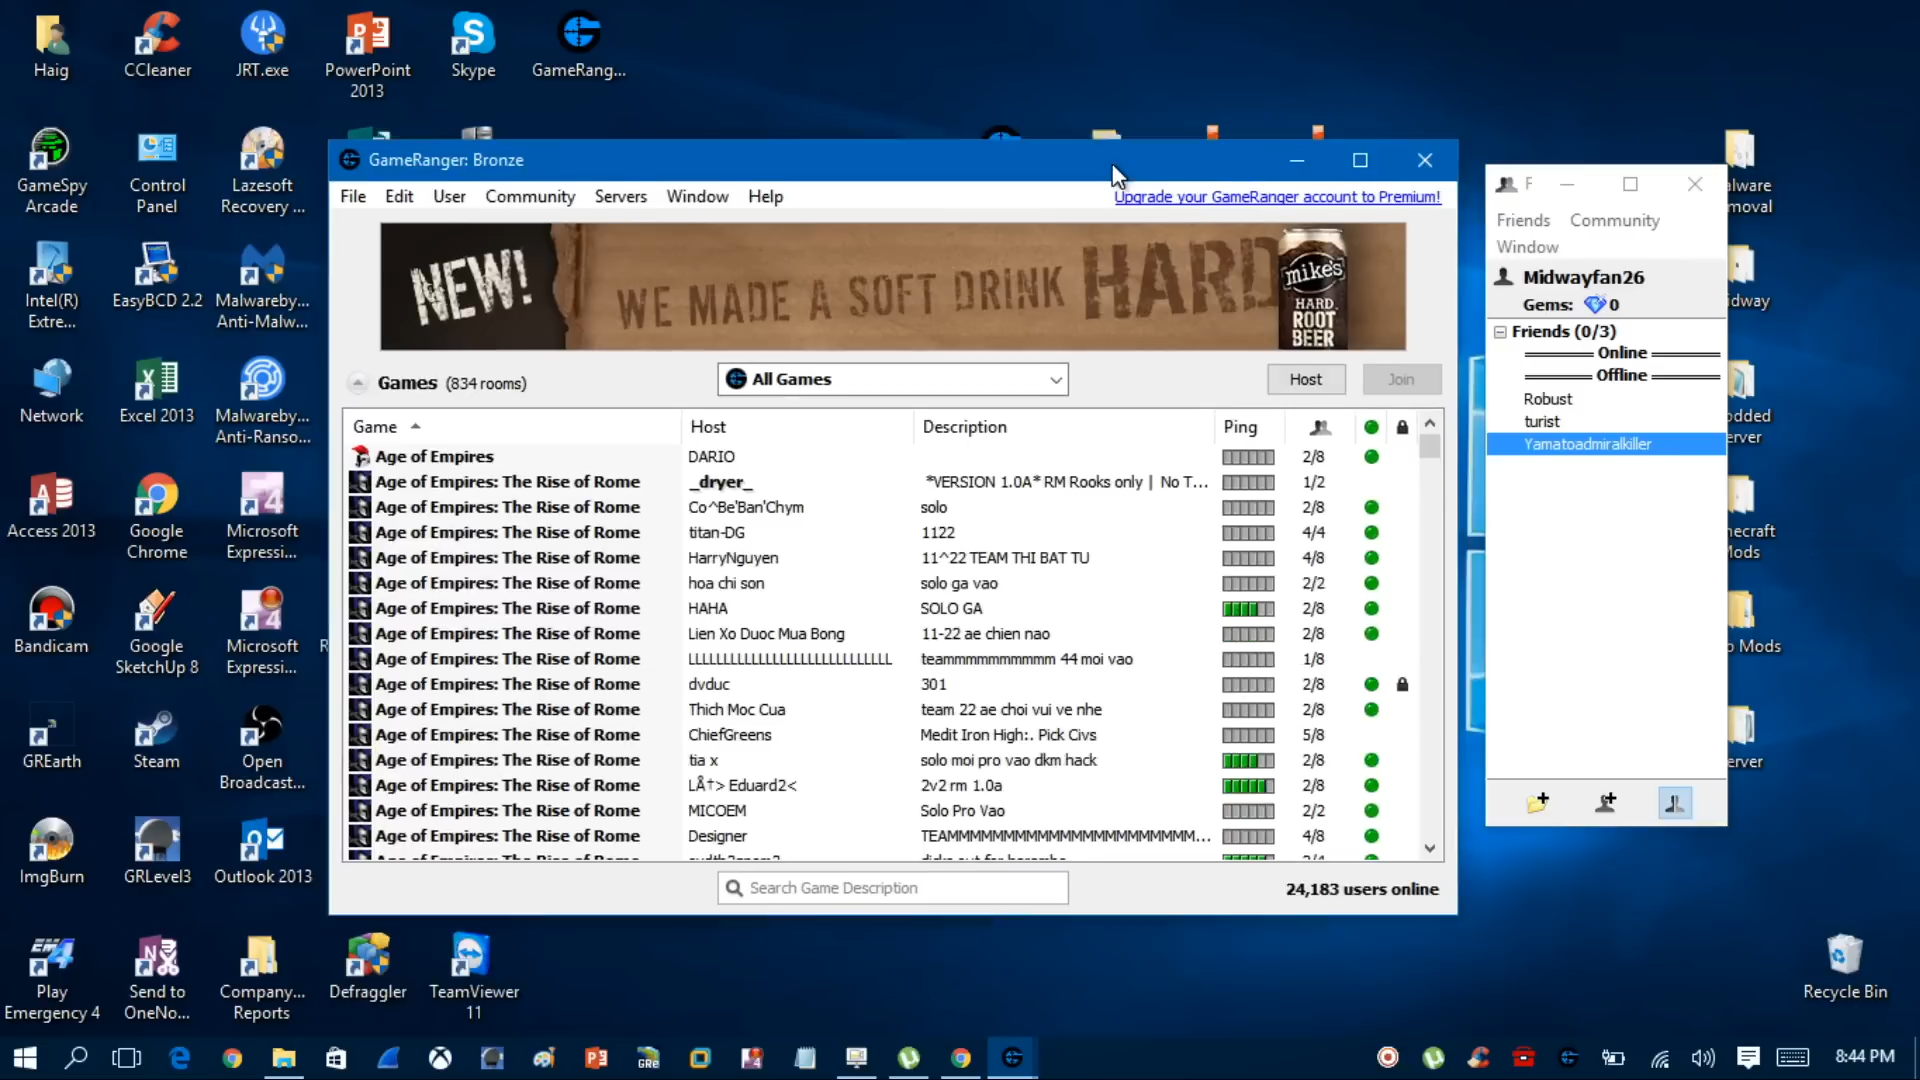 Haig
CCleaner
JRT.exe
PowerPoint
2013
Skype
GameRang...
GameSpy
Arcade
Control
Panel
Lazesoft
Recovery ...
Intel(R)
Extre...
EasyBCD 2.2
Malwareby...
Anti-Malw...
Network
Excel 2013
Malwareby...
Anti-Ranso...
Access 2013
Google
Chrome
Microsoft
Expressi...
Bandicam
Google
SketchUp 8
Microsoft
Expressi...
GREarth
Steam
Open
Broadcast...
ImgBurn
GRLevel3
Outlook 2013
Play
Emergency 4
Send to
OneNo...
Company...
Reports
Defraggler
TeamViewer
11
GameRanger: Bronze
File Edit User Community Servers Window Help
Upgrade your GameRanger account to Premium!
NEW! WE MADE A SOFT DRINK HARD
mike's
HARD.
ROOT
BEER
Games (834 rooms)
All Games
Host
Join
Game Host Description Ping
Age of Empires DARIO 2/8
Age of Empires: The Rise of Rome _dryer_ *VERSION 1.0A* RM Rooks only | No T... 1/2
Age of Empires: The Rise of Rome Co^Be'Ban'Chym solo 2/8
Age of Empires: The Rise of Rome titan-DG 1122 4/4
Age of Empires: The Rise of Rome HarryNguyen 11^22 TEAM THI BAT TU 4/8
Age of Empires: The Rise of Rome hoa chi son solo ga vao 2/2
Age of Empires: The Rise of Rome HAHA SOLO GA 2/8
Age of Empires: The Rise of Rome Lien Xo Duoc Mua Bong 11-22 ae chien nao 2/8
Age of Empires: The Rise of Rome teammmmmmmmmm 44 moi vao 1/8
Age of Empires: The Rise of Rome dvduc 301 2/8
Age of Empires: The Rise of Rome Thich Moc Cua team 22 ae choi vui ve nhe 2/8
Age of Empires: The Rise of Rome ChiefGreens Medit Iron High:. Pick Civs 5/8
Age of Empires: The Rise of Rome tia x solo moi pro vao dkm hack 2/8
Age of Empires: The Rise of Rome LÅ†> Eduard2< 2v2 rm 1.0a 2/8
Age of Empires: The Rise of Rome MICOEM Solo Pro Vao 2/2
Age of Empires: The Rise of Rome Designer 4/8
Search Game Description
24,183 users online
F
Friends Community
Window
Midwayfan26
Gems: 0
Friends (0/3)
Online
Offline
Robust
turist
Yamatoadmiralkiller
alware
moval
idway
odded
erver
necraft
Mods
o Mods
erver
Recycle Bin
8:44 PM